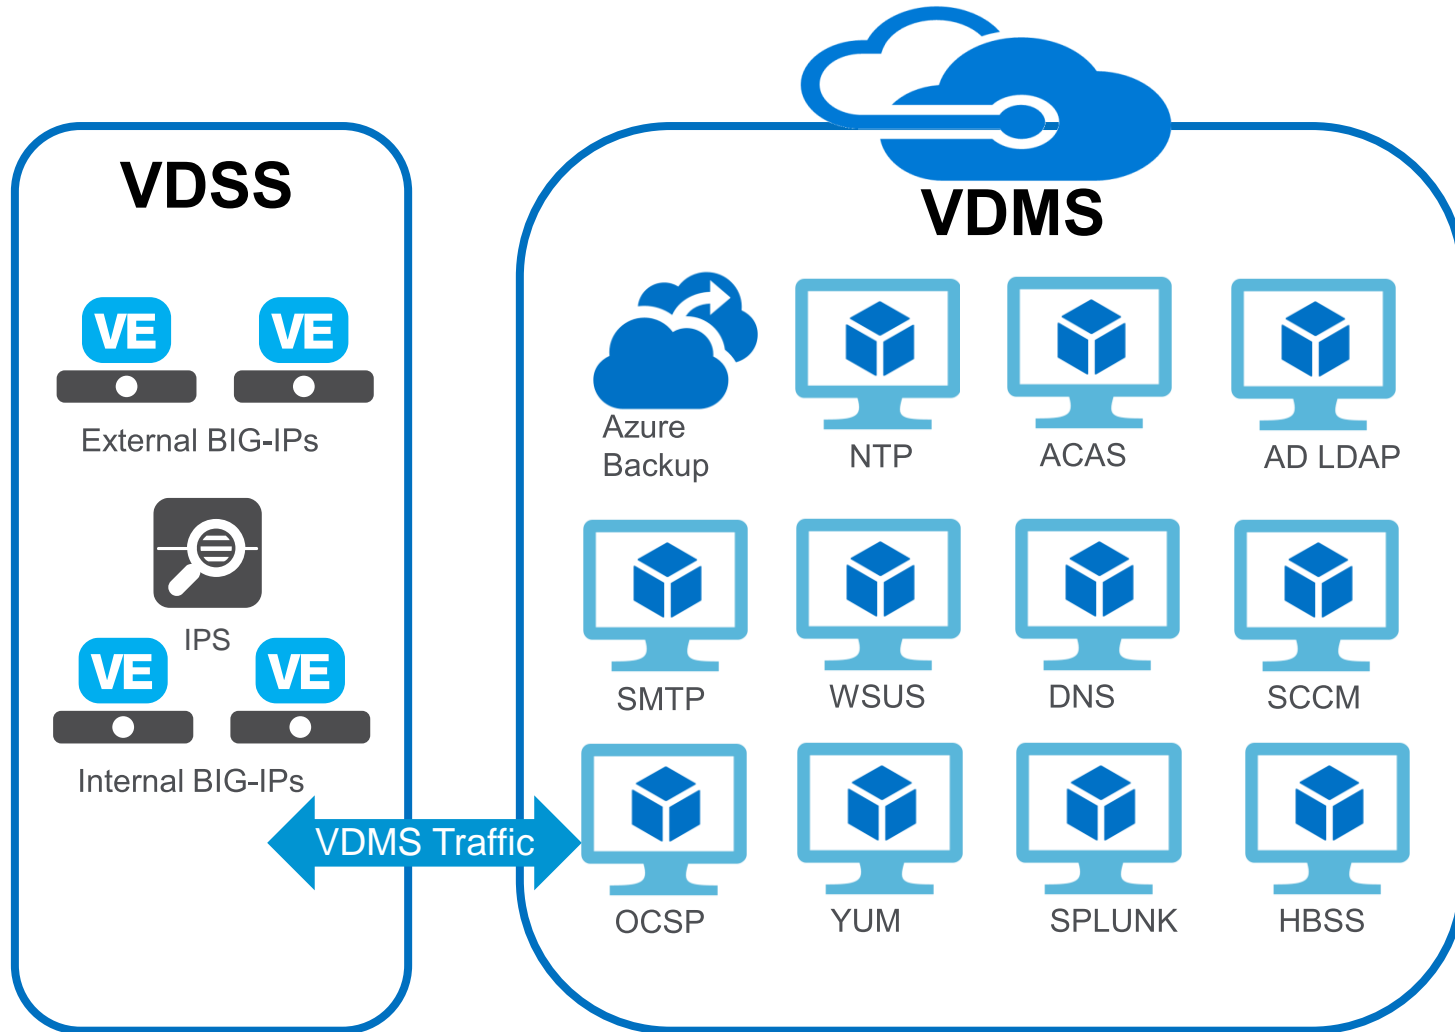 VDSS
VE VE
External BIG-IPs
IPS
VE VE
Internal BIG-IPs
VDMS Traffic
VDMS
Azure
Backup
NTP
ACAS
AD LDAP
SMTP
WSUS
DNS
SCCM
OCSP
YUM
SPLUNK
HBSS